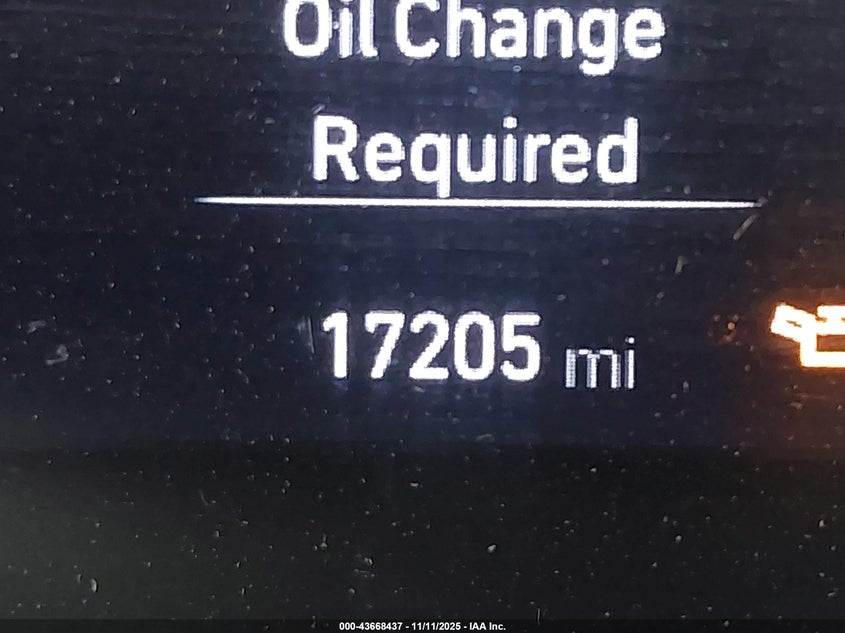 Oil Change
Required
17205 mi
000-43668437 - 11/11/2025 - IAA Inc.